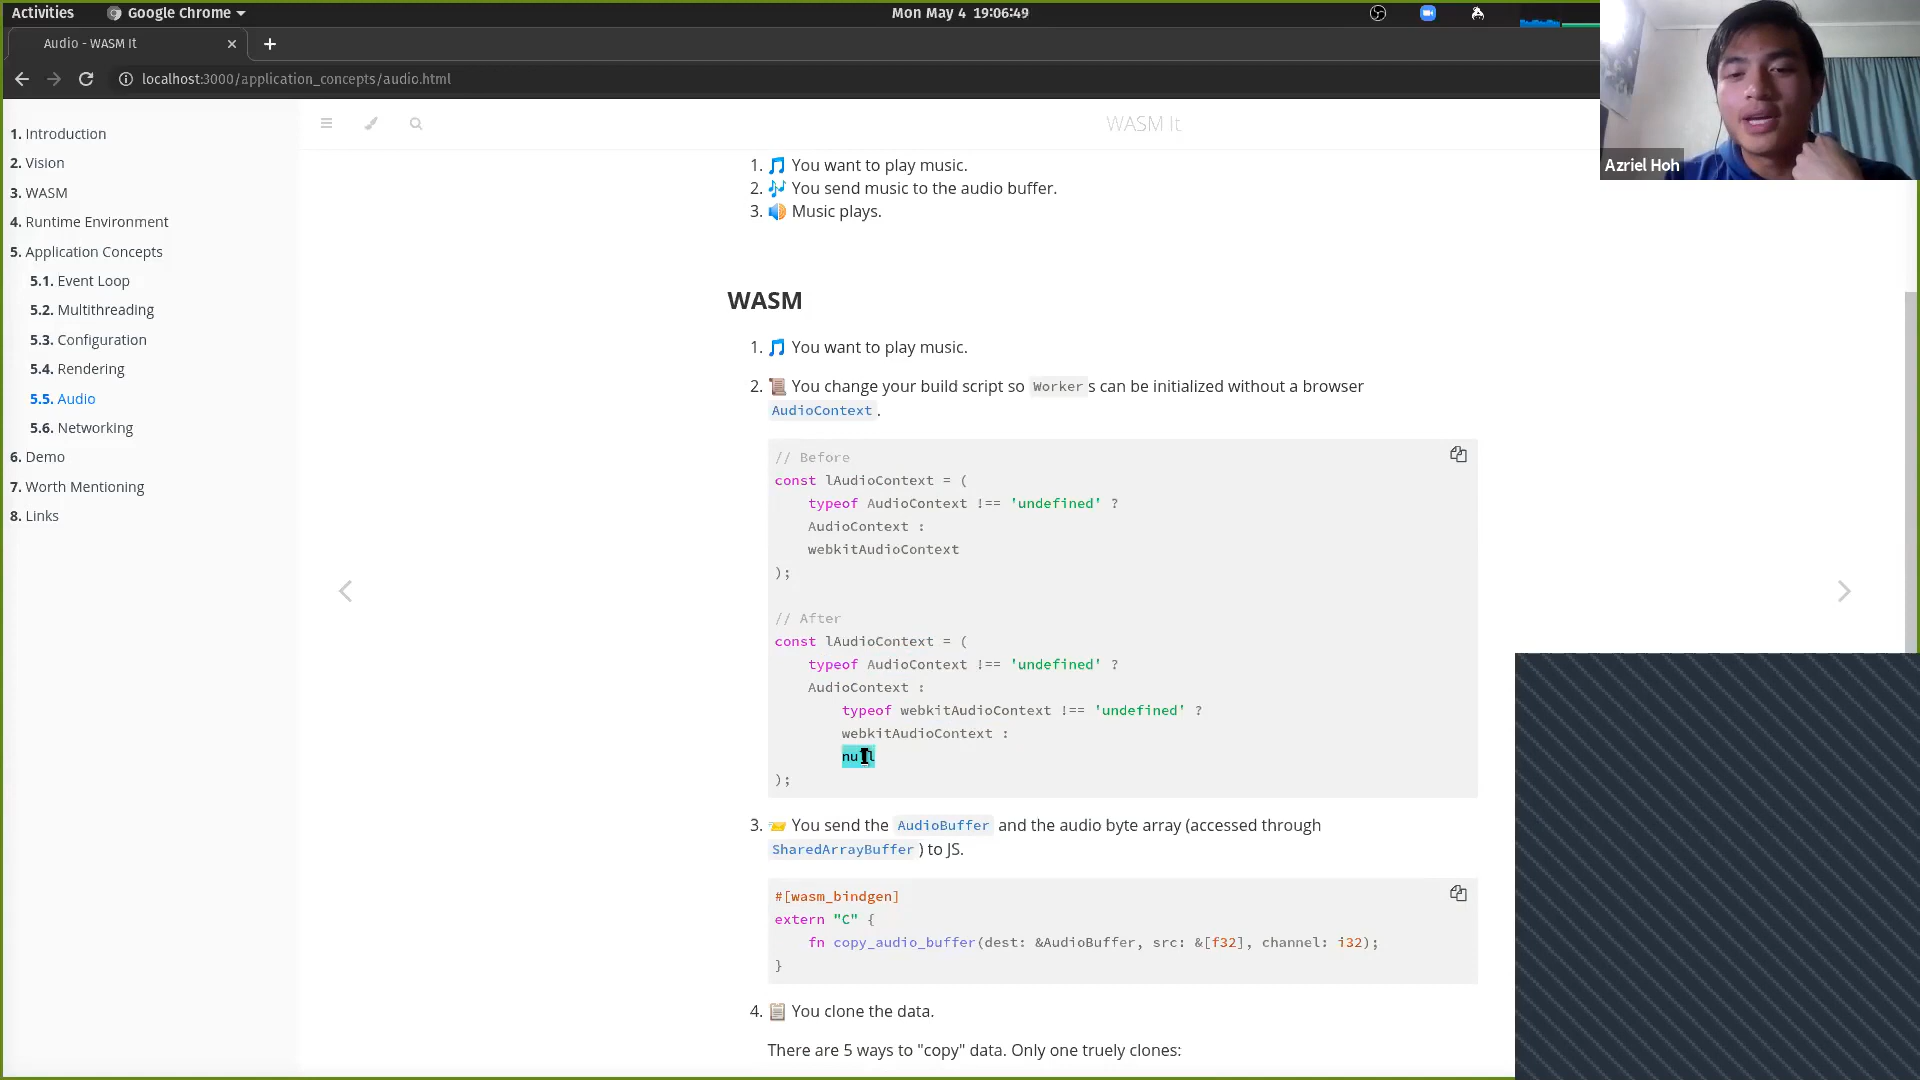 Activities
Google Chrome
Mon May 4 19:06:49
Audio - WASM It
localhost:3000/application_concepts/audio.html
Azriel Hoh
1. Introduction
2. Vision
3. WASM
4. Runtime Environment
5. Application Concepts
5.1. Event Loop
5.2. Multithreading
5.3. Configuration
5.4. Rendering
5.5. Audio
5.6. Networking
6. Demo
7. Worth Mentioning
8. Links
WASM It
1. 🎵 You want to play music.
2. 🎶 You send music to the audio buffer.
3. 🔊 Music plays.
WASM
1. 🎵 You want to play music.
2. 📜 You change your build script so Workers can be initialized without a browser
AudioContext.
// Before
const lAudioContext = (
typeof AudioContext !== 'undefined' ?
AudioContext :
webkitAudioContext
);
// After
const lAudioContext = (
typeof AudioContext !== 'undefined' ?
AudioContext :
typeof webkitAudioContext !== 'undefined' ?
webkitAudioContext :
null
);
3. 📨 You send the AudioBuffer and the audio byte array (accessed through
SharedArrayBuffer) to JS.
#[wasm_bindgen]
extern "C" {
fn copy_audio_buffer(dest: &AudioBuffer, src: &[f32], channel: i32);
}
4. 📋 You clone the data.
There are 5 ways to "copy" data. Only one truely clones: